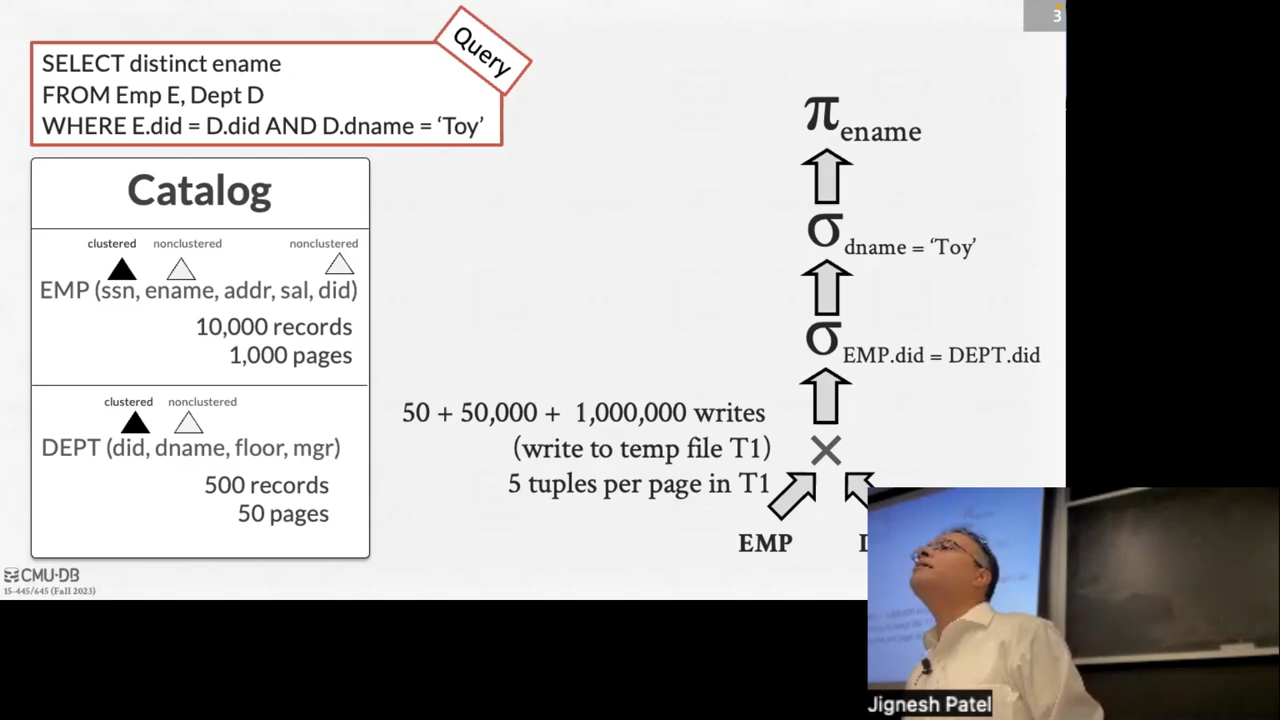 3
Query
SELECT distinct ename
FROM Emp E, Dept D
WHERE E.did = D.did AND D.dname = ‘Toy’
Catalog
clustered nonclustered nonclustered
EMP (ssn, ename, addr, sal, did)
10,000 records
1,000 pages
clustered nonclustered
DEPT (did, dname, floor, mgr)
500 records
50 pages
π ename
σ dname = ‘Toy’
σ EMP.did = DEPT.did
50 + 50,000 + 1,000,000 writes
(write to temp file T1)
5 tuples per page in T1
×
EMP
CMU·DB
15-445/645 (Fall 2023)
Jignesh Patel